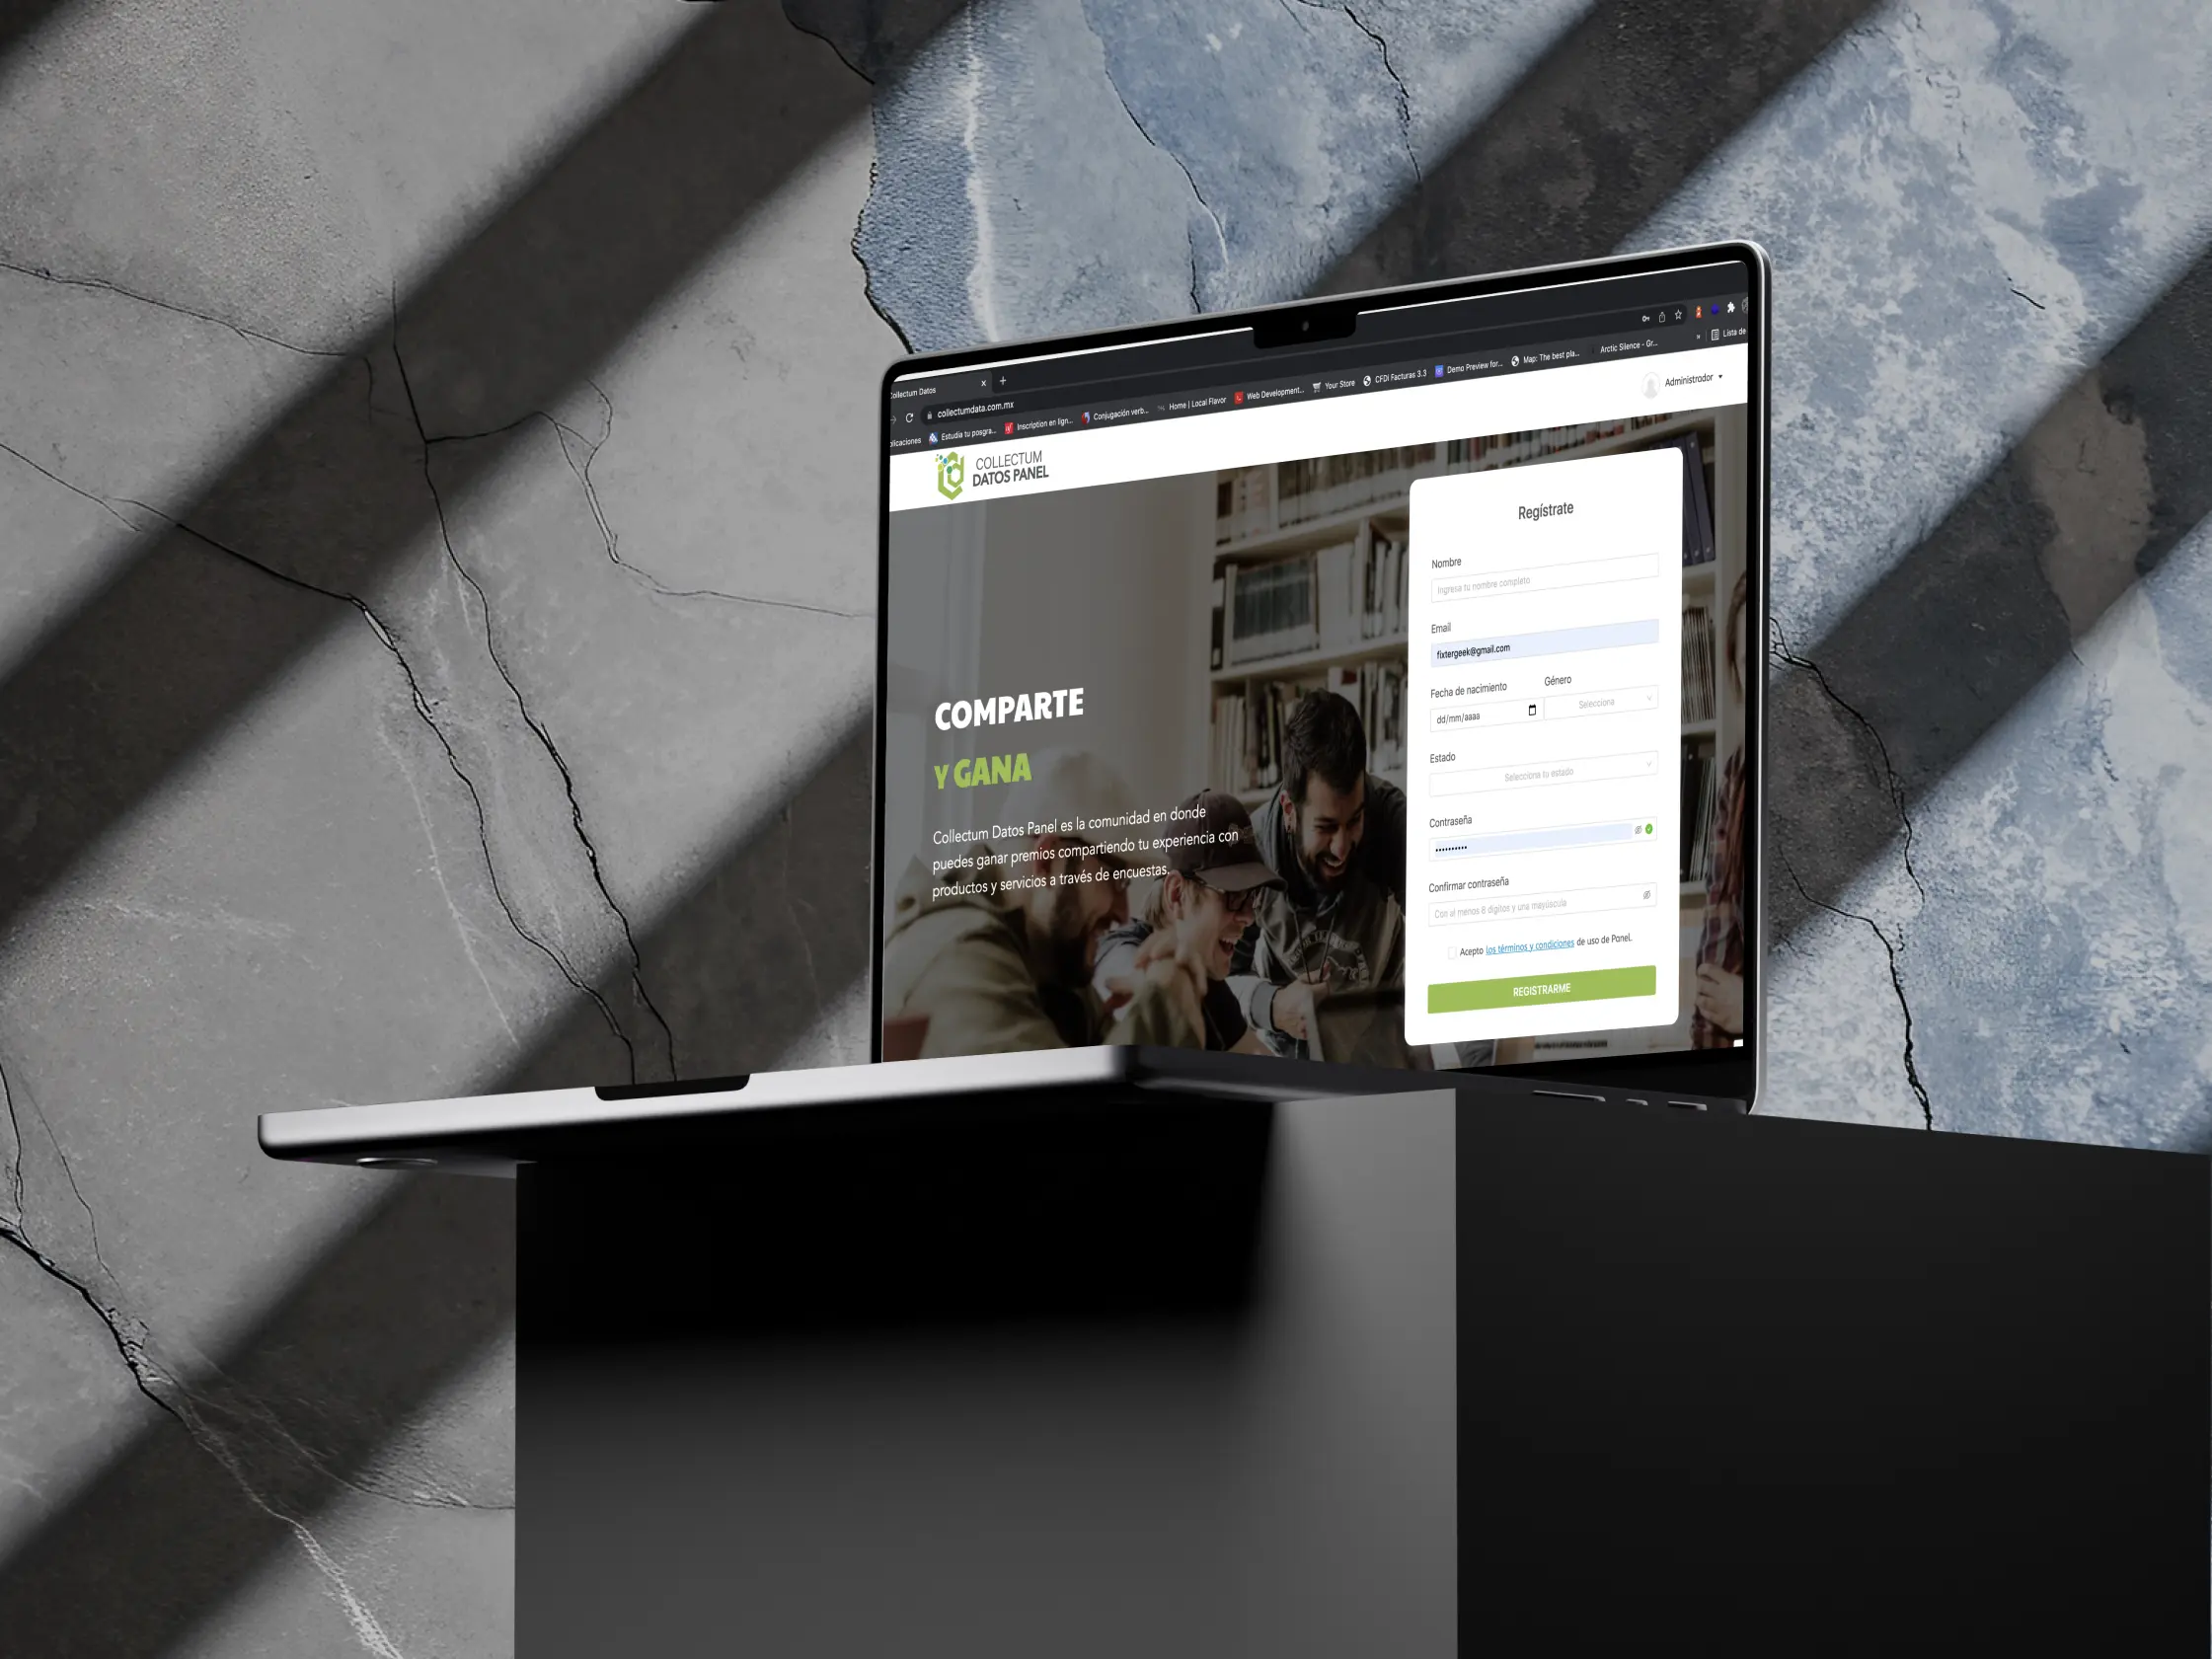 Collectum Datos
collectumdata.com.mx
plicaciones
Estudia tu posgra...
Inscription en lign...
Conjugación verb...
Home | Local Flavor
Web Development...
Your Store
CFDI Facturas 3.3
Demo Preview for...
Map: The best pla...
Arctic Silence - Gr...
Lista de
COLLECTUM
DATOS PANEL
Administrador
COMPARTE
Y GANA
Collectum Datos Panel es la comunidad en donde
puedes ganar premios compartiendo tu experiencia con
productos y servicios a través de encuestas.
Regístrate
Nombre
Ingresa tu nombre completo
Email
fixtergeek@gmail.com
Fecha de nacimiento
Género
dd/mm/aaaa
Selecciona
Estado
Selecciona tu estado
Contraseña
••••••••••
Confirmar contraseña
Con al menos 8 dígitos y una mayúscula
Acepto los términos y condiciones de uso de Panel.
REGISTRARME